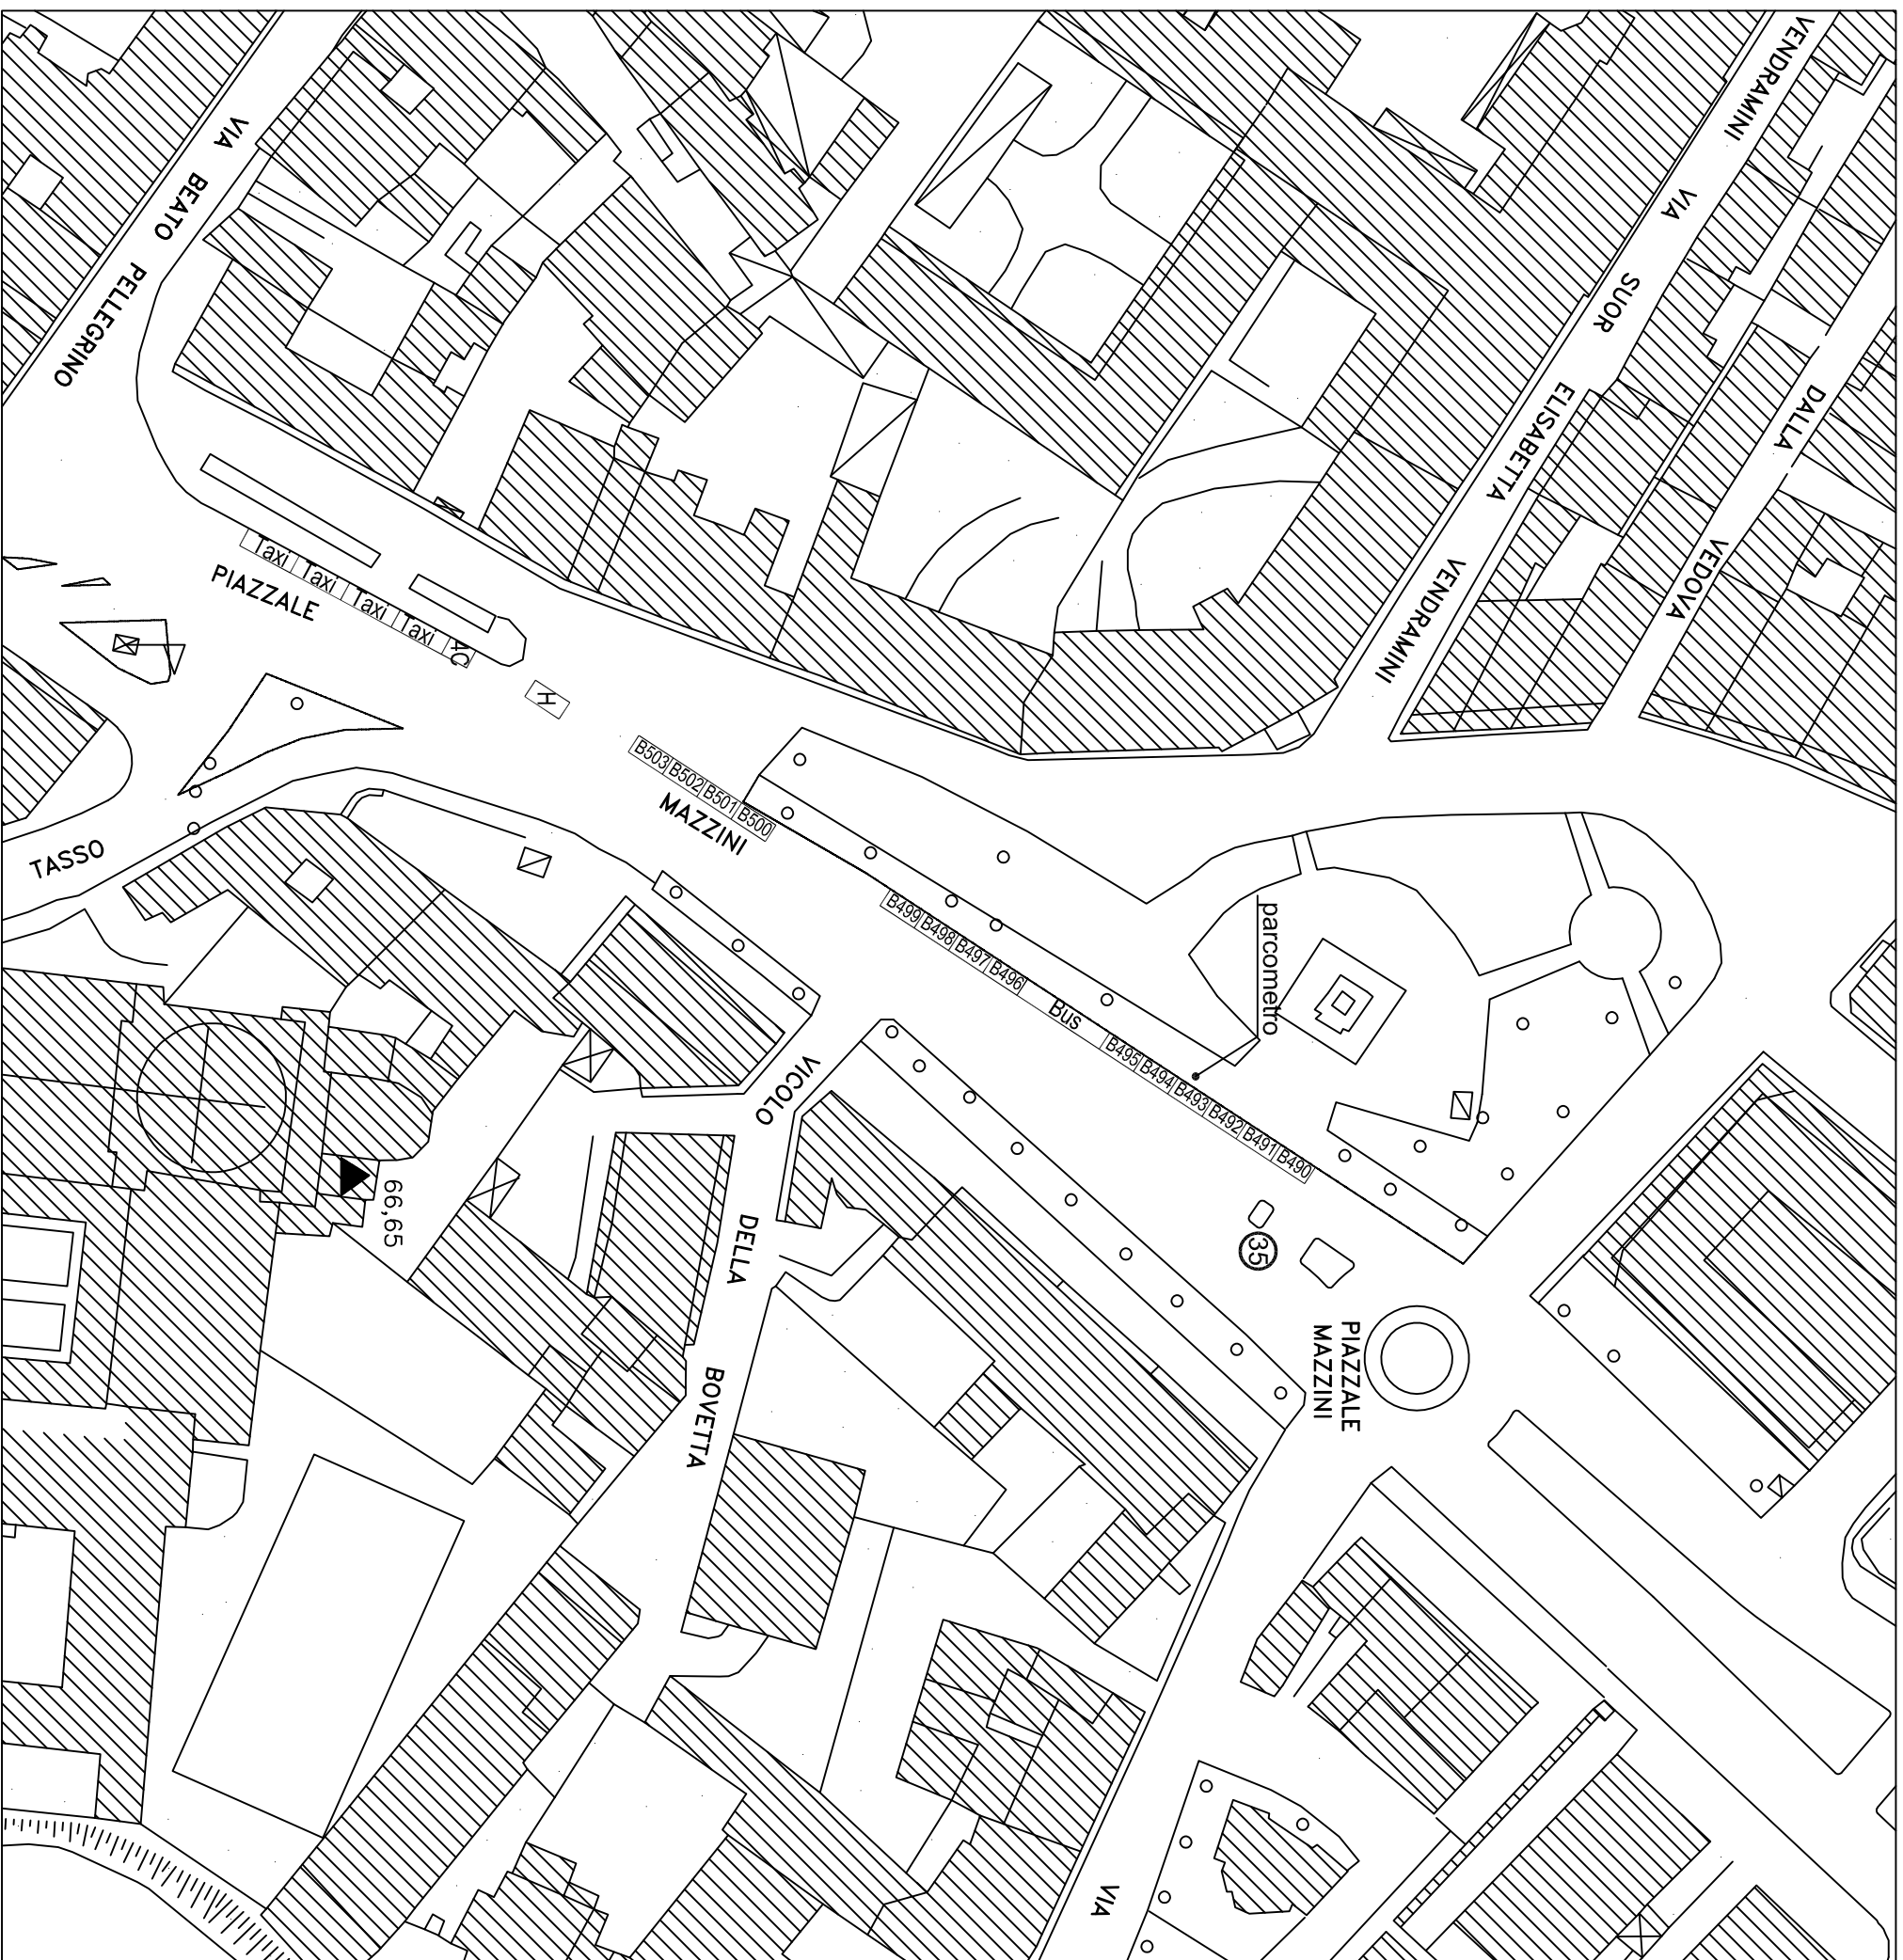 VENDRAMINI
VIA
SUOR
ELISABETTA
VENDRAMINI
DALLA
VEDOVA
VIA
BEATO
PELLEGRINO
Taxi Taxi Taxi Taxi 4C
PIAZZALE
H
B503 B502 B501 B500
MAZZINI
TASSO
B499 B498 B497 B496
Bus
B495 B494 B493 B492 B491 B490
parcometro
35
PIAZZALE
MAZZINI
VICOLO
DELLA
BOVETTA
66,65
VIA